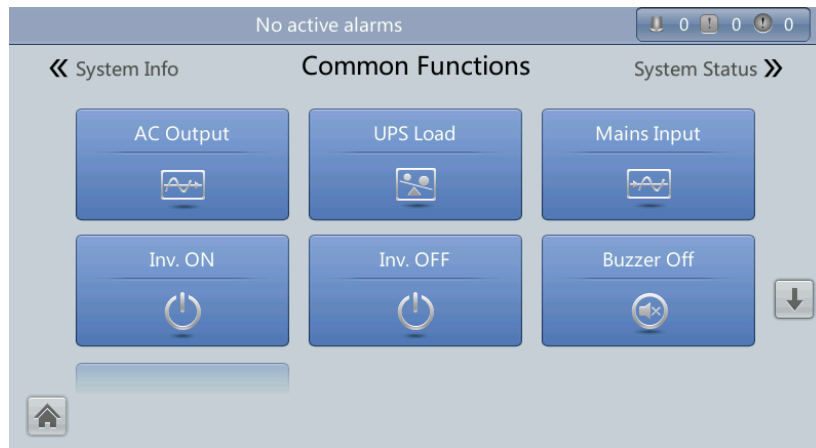 No active alarms 0 0 0
« System Info Common Functions System Status »
AC Output UPS Load Mains Input
Inv. ON Inv. OFF Buzzer Off